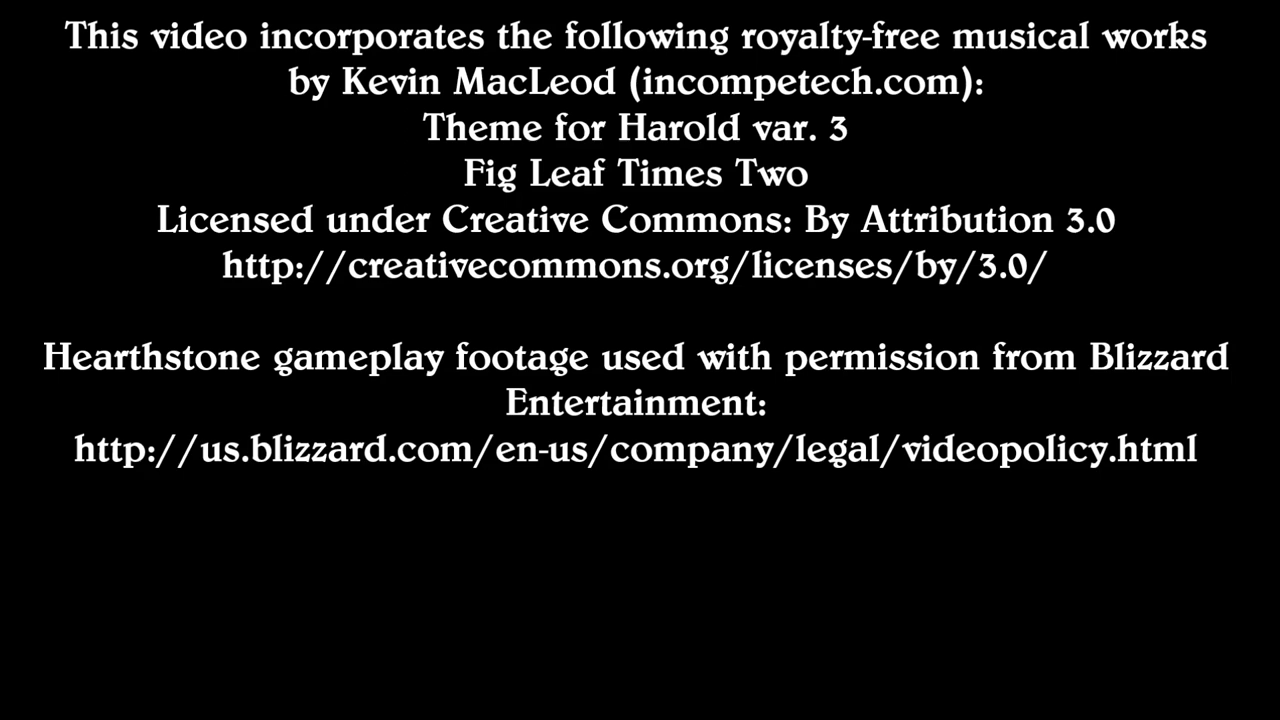 This video incorporates the following royalty-free musical works
by Kevin MacLeod (incompetech.com):
Theme for Harold var. 3
Fig Leaf Times Two
Licensed under Creative Commons: By Attribution 3.0
http://creativecommons.org/licenses/by/3.0/
Hearthstone gameplay footage used with permission from Blizzard
Entertainment:
http://us.blizzard.com/en-us/company/legal/videopolicy.html